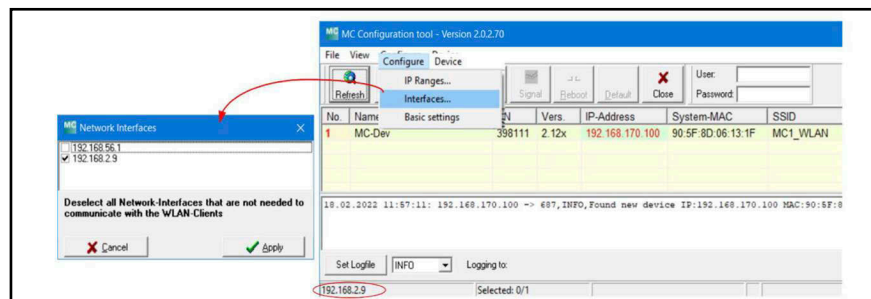 MC Configuration tool - Version 2.0.2.70
File View Device
Configure Device
IP Ranges...
Interfaces...
Basic settings
Refresh Signal Reboot Default Close
User:
Password:
No. Name Vers. IP-Address System-MAC SSID
1 MC-Dev 398111 2.12x 192.168.170.100 90:5F:8D:06:13:1F MC1_WLAN
18.02.2022 11:57:11: 192.168.170.100 -> 687,INFO,Found new device IP:192.168.170.100 MAC:90:5F:8
Set Logfile INFO Logging to:
192.168.2.9 Selected: 0/1
Network Interfaces
192.168.56.1
192.168.2.9
Deselect all Network-Interfaces that are not needed to
communicate with the WLAN-Clients
Cancel Apply